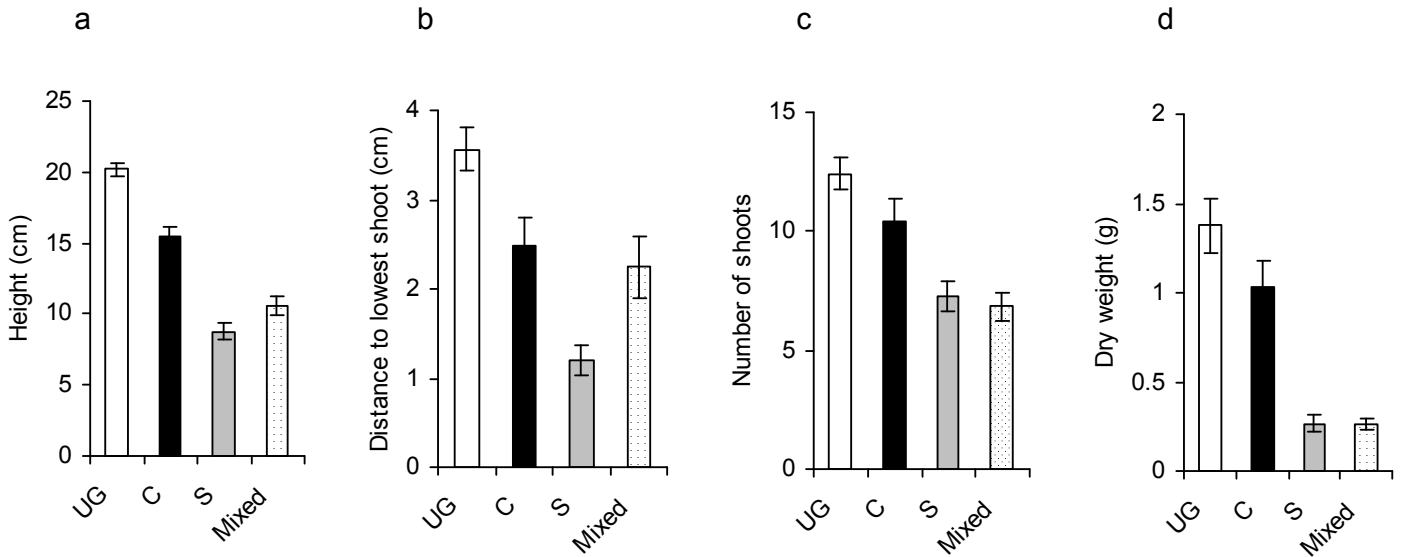 a
b
c
d
Height (cm)
25
20
15
10
5
0
UG
C
S
Mixed
Distance to lowest shoot (cm)
4
3
2
1
0
UG
C
S
Mixed
Number of shoots
15
10
5
0
UG
C
S
Mixed
Dry weight (g)
2
1.5
1
0.5
0
UG
C
S
Mixed